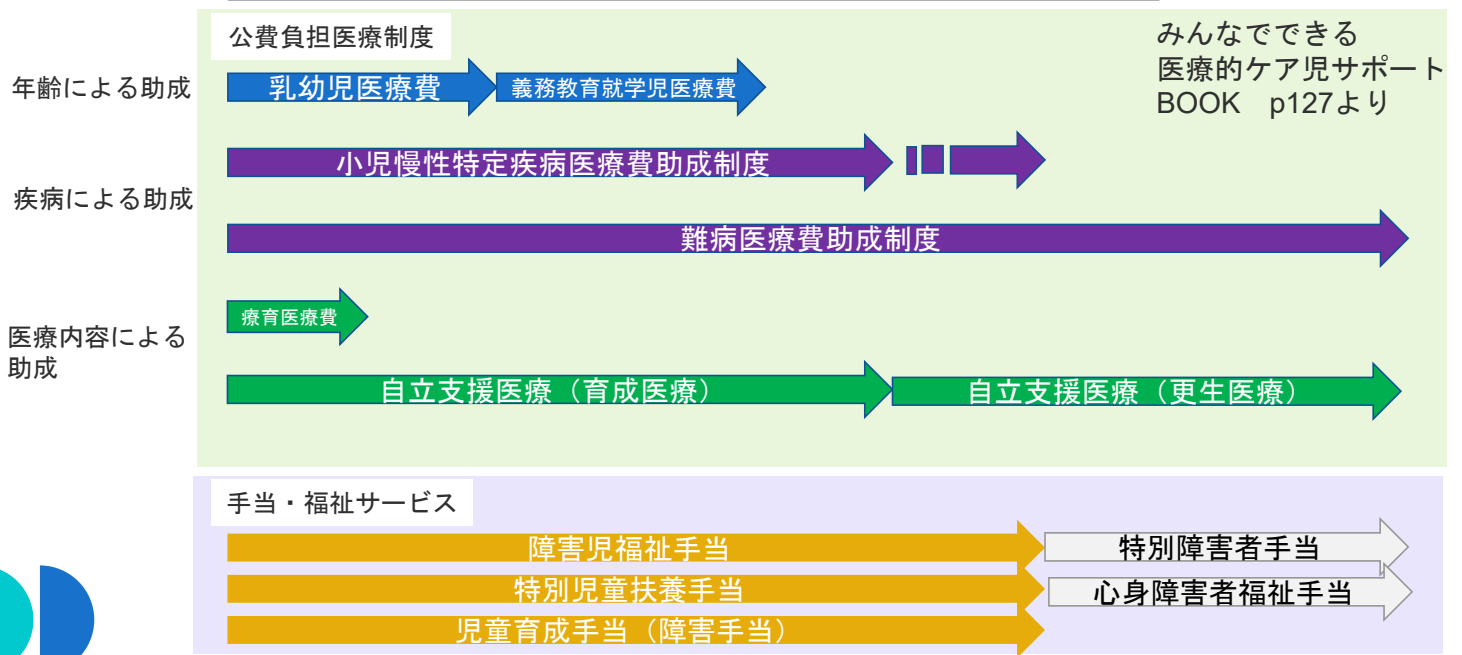 公費負担医療制度
みんなでできる
医療的ケア児サポート
BOOK p127より
年齢による助成
乳幼児医療費
義務教育就学児医療費
小児慢性特定疾病医療費助成制度
疾病による助成
難病医療費助成制度
療育医療費
医療内容による
助成
自立支援医療（育成医療）
自立支援医療（更生医療）
手当・福祉サービス
障害児福祉手当
特別障害者手当
特別児童扶養手当
心身障害者福祉手当
児童育成手当（障害手当）